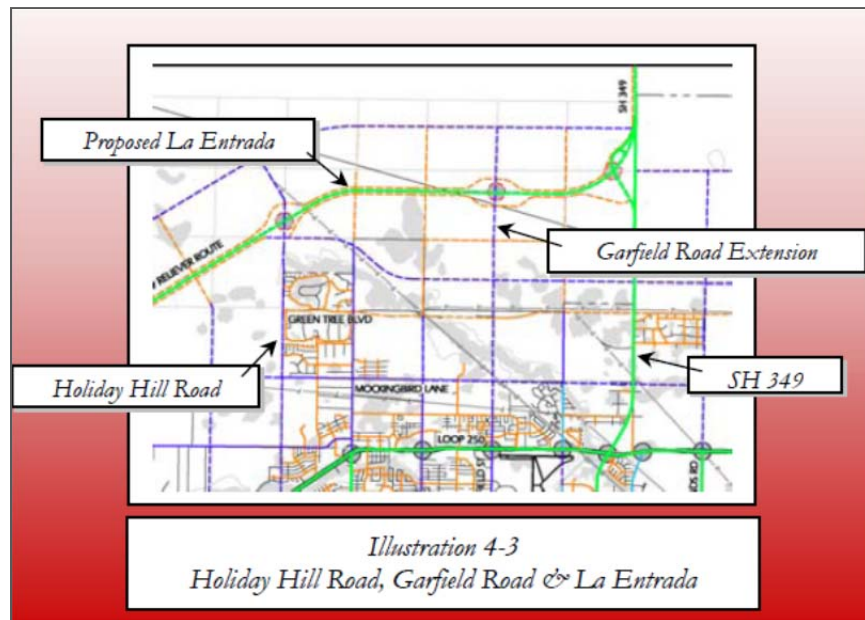 SH 349
Proposed La Entrada
Garfield Road Extension
RELIEVER ROUTE
GREEN TREE BLVD
Holiday Hill Road
MOCKINGBIRD LANE
SH 349
LOOP 250
Illustration 4-3
Holiday Hill Road, Garfield Road & La Entrada